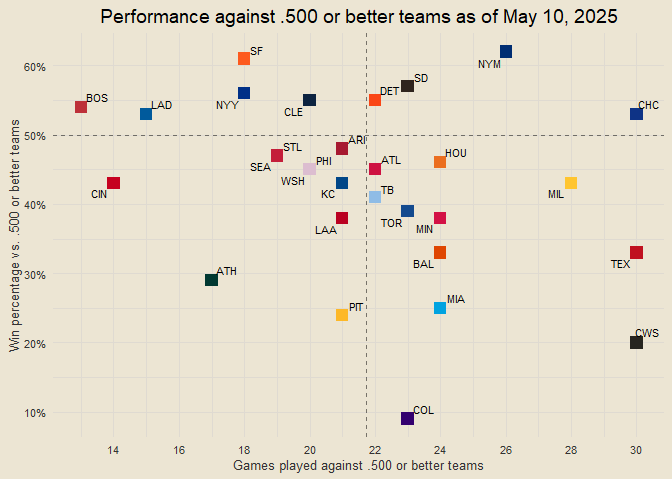 Performance against .500 or better teams as of May 10, 2025
Win percentage vs. .500 or better teams
60%
50%
40%
30%
20%
10%
SF
NYM
SD
BOS
LAD
NYY
CLE
DET
CHC
ARI
STL
SEA
PHI
WSH
ATL
HOU
CIN
KC
TB
MIL
LAA
TOR
MIN
BAL
TEX
ATH
PIT
MIA
CWS
COL
14 16 18 20 22 24 26 28 30
Games played against .500 or better teams